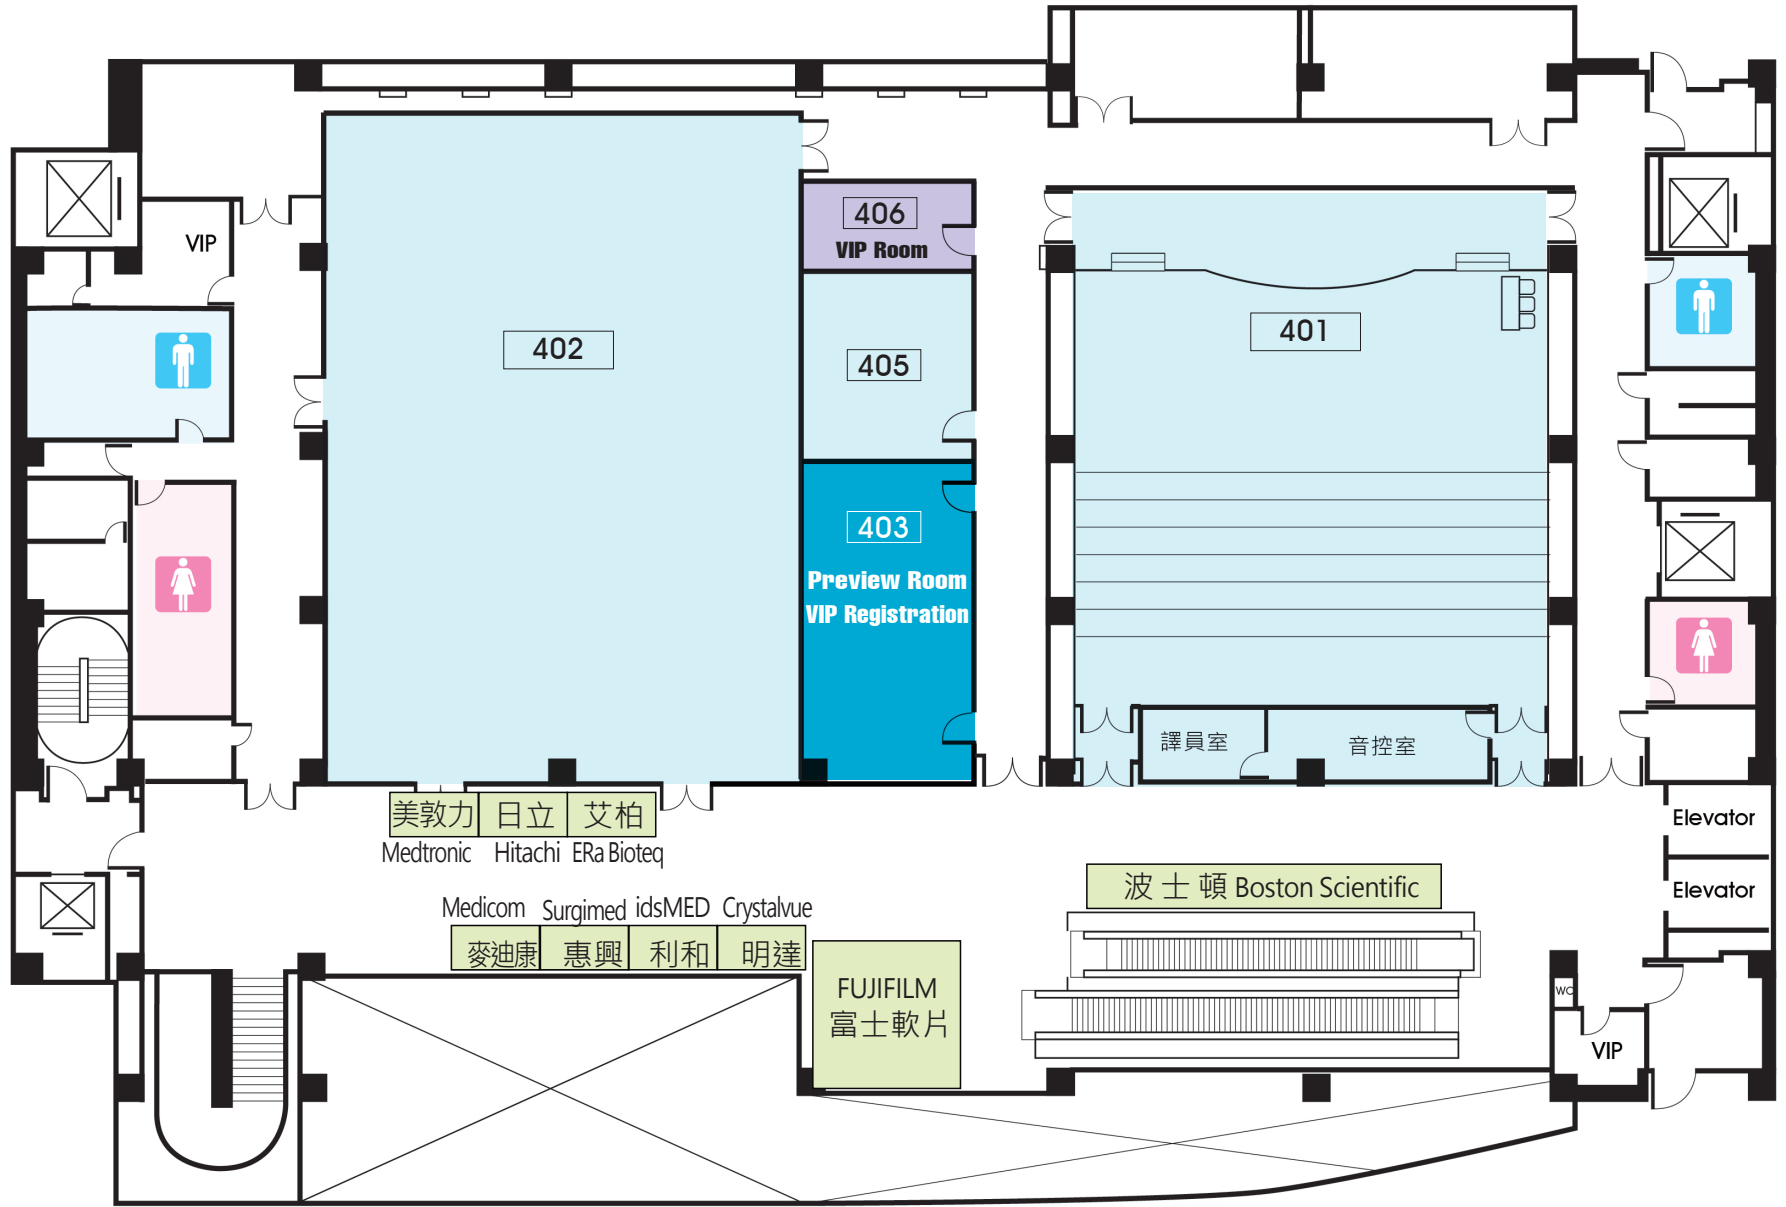 VIP
406
VIP Room
402
401
405
403
Preview Room
VIP Registration
譯員室
音控室
美敦力
日立
艾柏
Medtronic
Hitachi
ERa Bioteq
Elevator
波士頓 Boston Scientific
Elevator
Medicom
Surgimed
idsMED
Crystalvue
麥迪康
惠興
利和
明達
FUJIFILM
富士軟片
WC
VIP